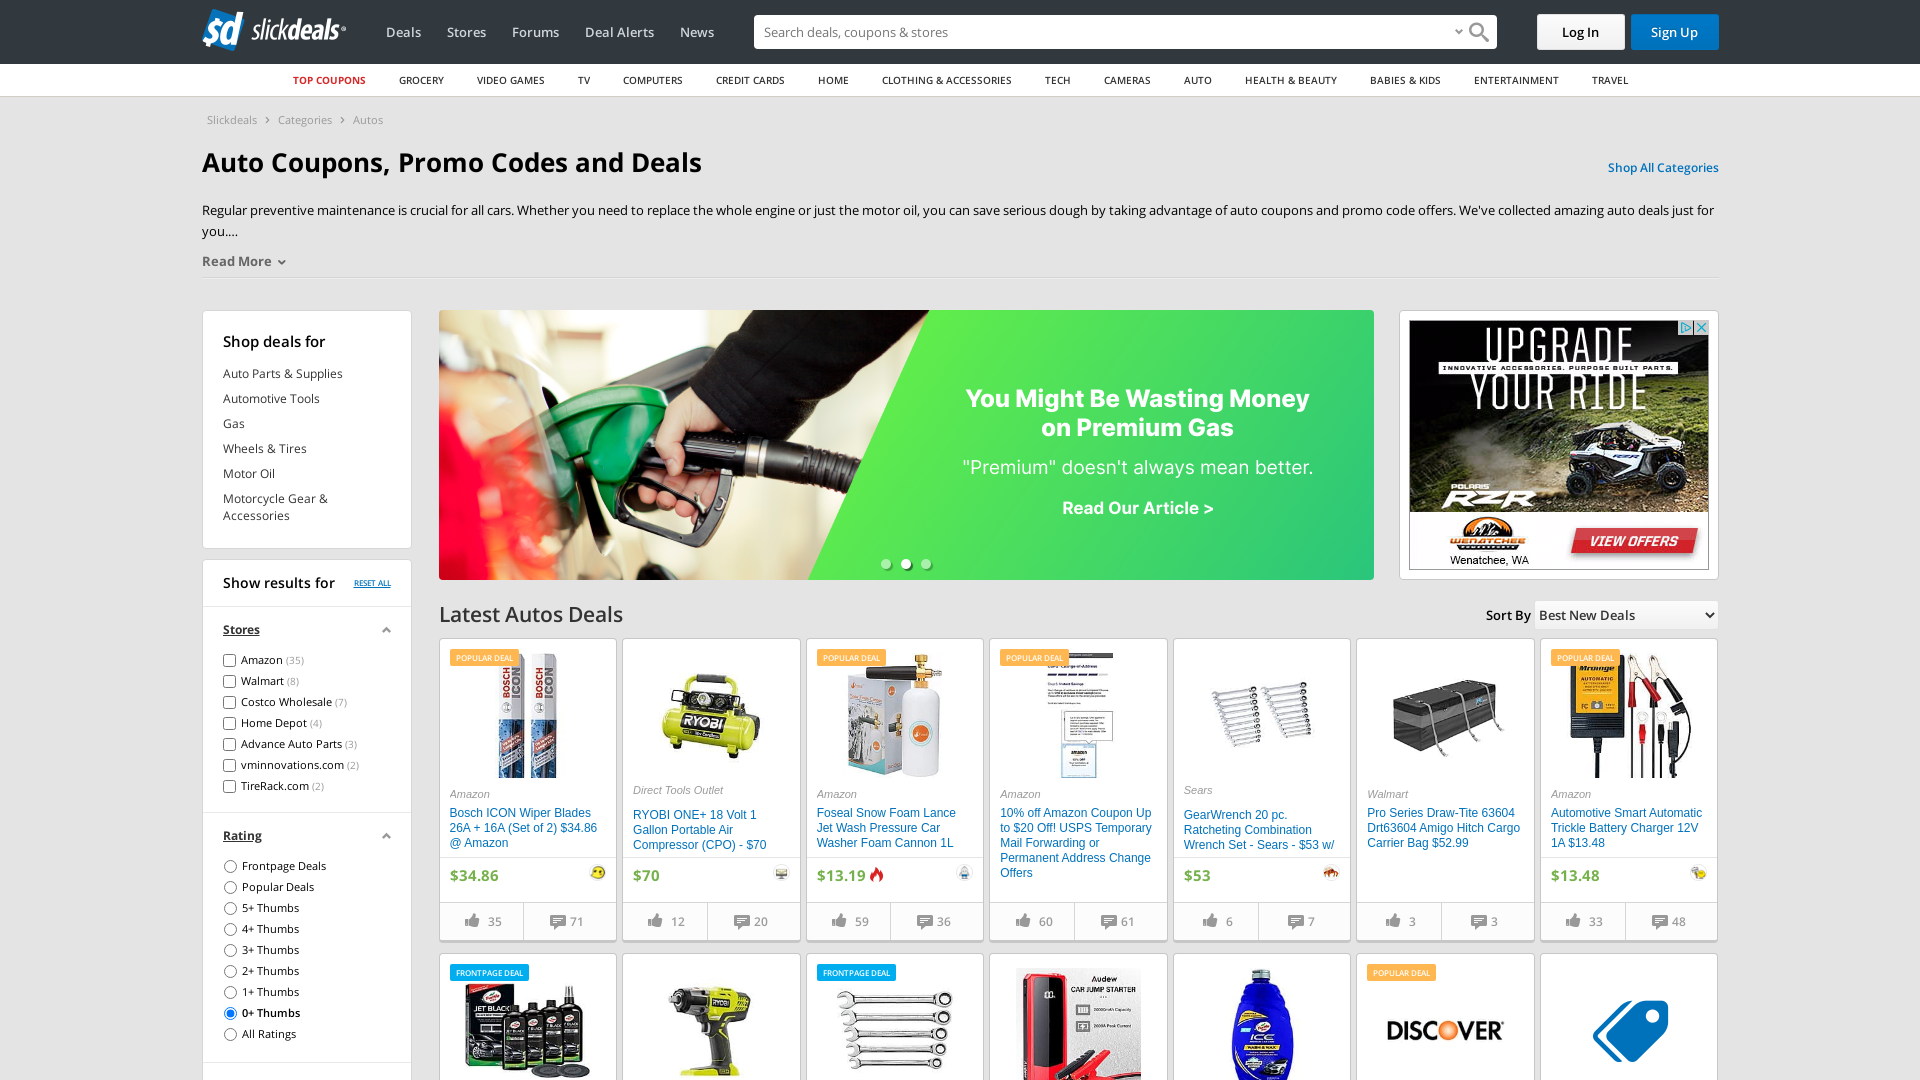 sd slickdeals
Deals
Stores
Forums
Deal Alerts
News
Search deals, coupons & stores
Log In
Sign Up
TOP COUPONS
GROCERY
VIDEO GAMES
TV
COMPUTERS
CREDIT CARDS
HOME
CLOTHING & ACCESSORIES
TECH
CAMERAS
AUTO
HEALTH & BEAUTY
BABIES & KIDS
ENTERTAINMENT
TRAVEL
Slickdeals > Categories > Autos
Auto Coupons, Promo Codes and Deals
Shop All Categories
Regular preventive maintenance is crucial for all cars. Whether you need to replace the whole engine or just the motor oil, you can save serious dough by taking advantage of auto coupons and promo code offers. We've collected amazing auto deals just for
you....
Read More
Shop deals for
Auto Parts & Supplies
Automotive Tools
Gas
Wheels & Tires
Motor Oil
Motorcycle Gear &
Accessories
Show results for RESET ALL
Stores
Amazon (35)
Walmart (8)
Costco Wholesale (7)
Home Depot (4)
Advance Auto Parts (3)
vminnovations.com (2)
TireRack.com (2)
Rating
Frontpage Deals
Popular Deals
5+ Thumbs
4+ Thumbs
3+ Thumbs
2+ Thumbs
1+ Thumbs
0+ Thumbs
All Ratings
You Might Be Wasting Money
on Premium Gas
"Premium" doesn't always mean better.
Read Our Article >
UPGRADE
INNOVATIVE ACCESSORIES. PURPOSE BUILT PARTS.
YOUR RIDE
POLARIS
RZR
WENATCHEE
Wenatchee, WA
VIEW OFFERS
Latest Autos Deals
Sort By Best New Deals
POPULAR DEAL
BOSCH ICON
BOSCH ICON
Amazon
Bosch ICON Wiper Blades
26A + 16A (Set of 2) $34.86
@ Amazon
$34.86
35
71
RYOBI
Direct Tools Outlet
RYOBI ONE+ 18 Volt 1
Gallon Portable Air
Compressor (CPO) - $70
$70
12
20
POPULAR DEAL
Amazon
Foseal Snow Foam Lance
Jet Wash Pressure Car
Washer Foam Cannon 1L
$13.19
59
36
POPULAR DEAL
Amazon
10% off Amazon Coupon Up
to $20 Off! USPS Temporary
Mail Forwarding or
Permanent Address Change
Offers
60
61
Sears
GearWrench 20 pc.
Ratcheting Combination
Wrench Set - Sears - $53 w/
$53
6
7
Walmart
Pro Series Draw-Tite 63604
Drt63604 Amigo Hitch Cargo
Carrier Bag $52.99
3
3
POPULAR DEAL
Mroinge
AUTOMATIC
Amazon
Automotive Smart Automatic
Trickle Battery Charger 12V
1A $13.48
$13.48
33
48
FRONTPAGE DEAL
JET BLACK
RYOBI
FRONTPAGE DEAL
Audew
CAR JUMP STARTER
20000mAh Capacity
2000A Peak Current
ICE
POPULAR DEAL
DISCOVER